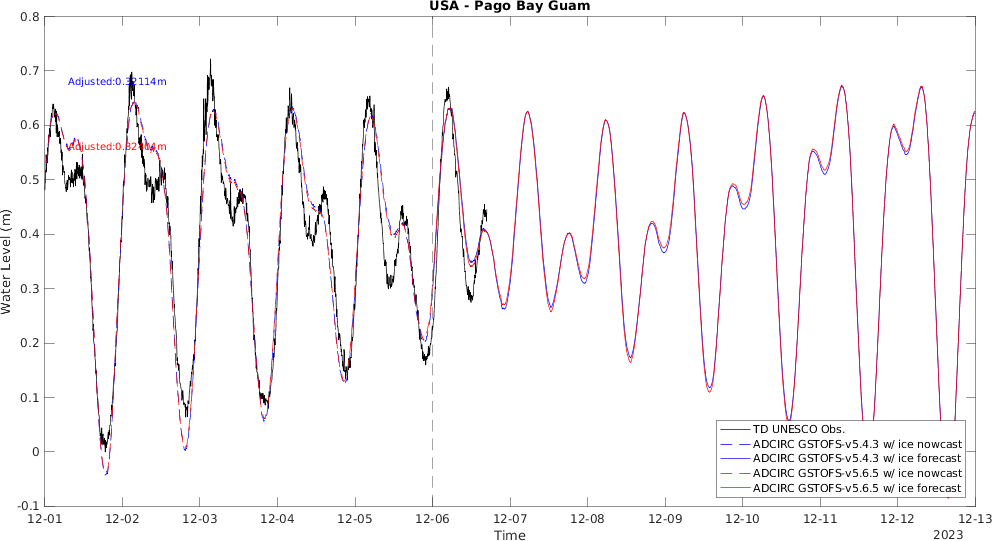 USA - Pago Bay Guam
0.8
0.7
0.6
0.5
0.4
0.3
0.2
0.1
0
-0.1
Water Level (m)
Adjusted:0.32114m
TD UNESCO Obs.
ADCIRC GSTOFS-v5.4.3 w/ ice nowcast
ADCIRC GSTOFS-v5.4.3 w/ ice forecast
ADCIRC GSTOFS-v5.6.5 w/ ice nowcast
ADCIRC GSTOFS-v5.6.5 w/ ice forecast
12-01 12-02 12-03 12-04 12-05 12-06 12-07 12-08 12-09 12-10 12-11 12-12 12-13
Time
2023